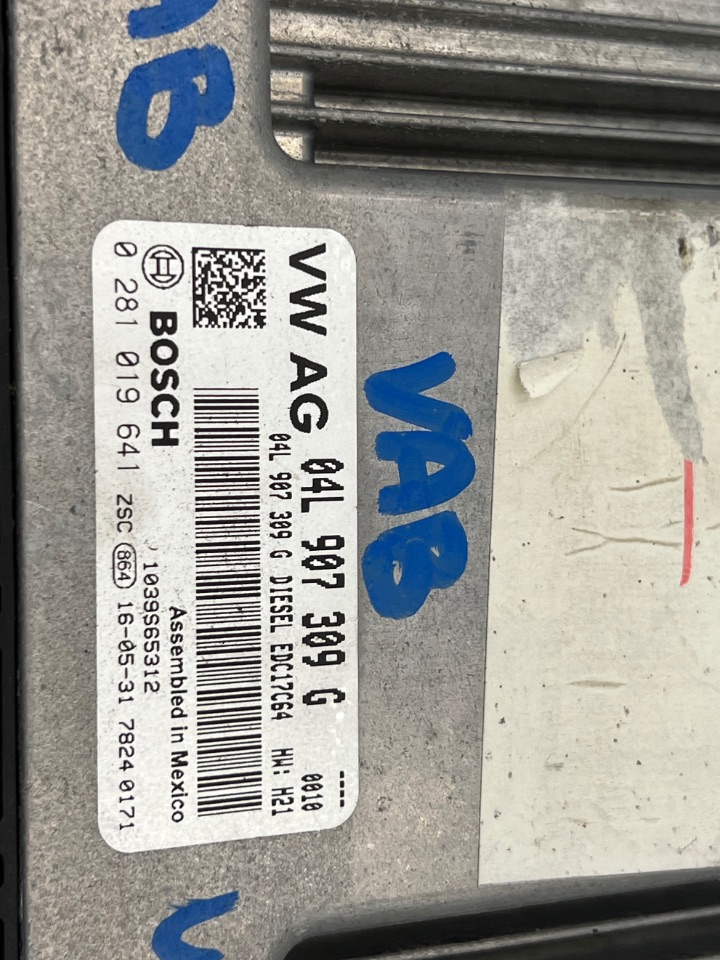 VAB
VW AG 04L 907 309 G ----
04L 907 309 G DIESEL EDC17C64 HW: H21 0010
BOSCH
Assembled in Mexico
1039S65312
0 281 019 641 ZSC 864 16-05-31 7824 0171